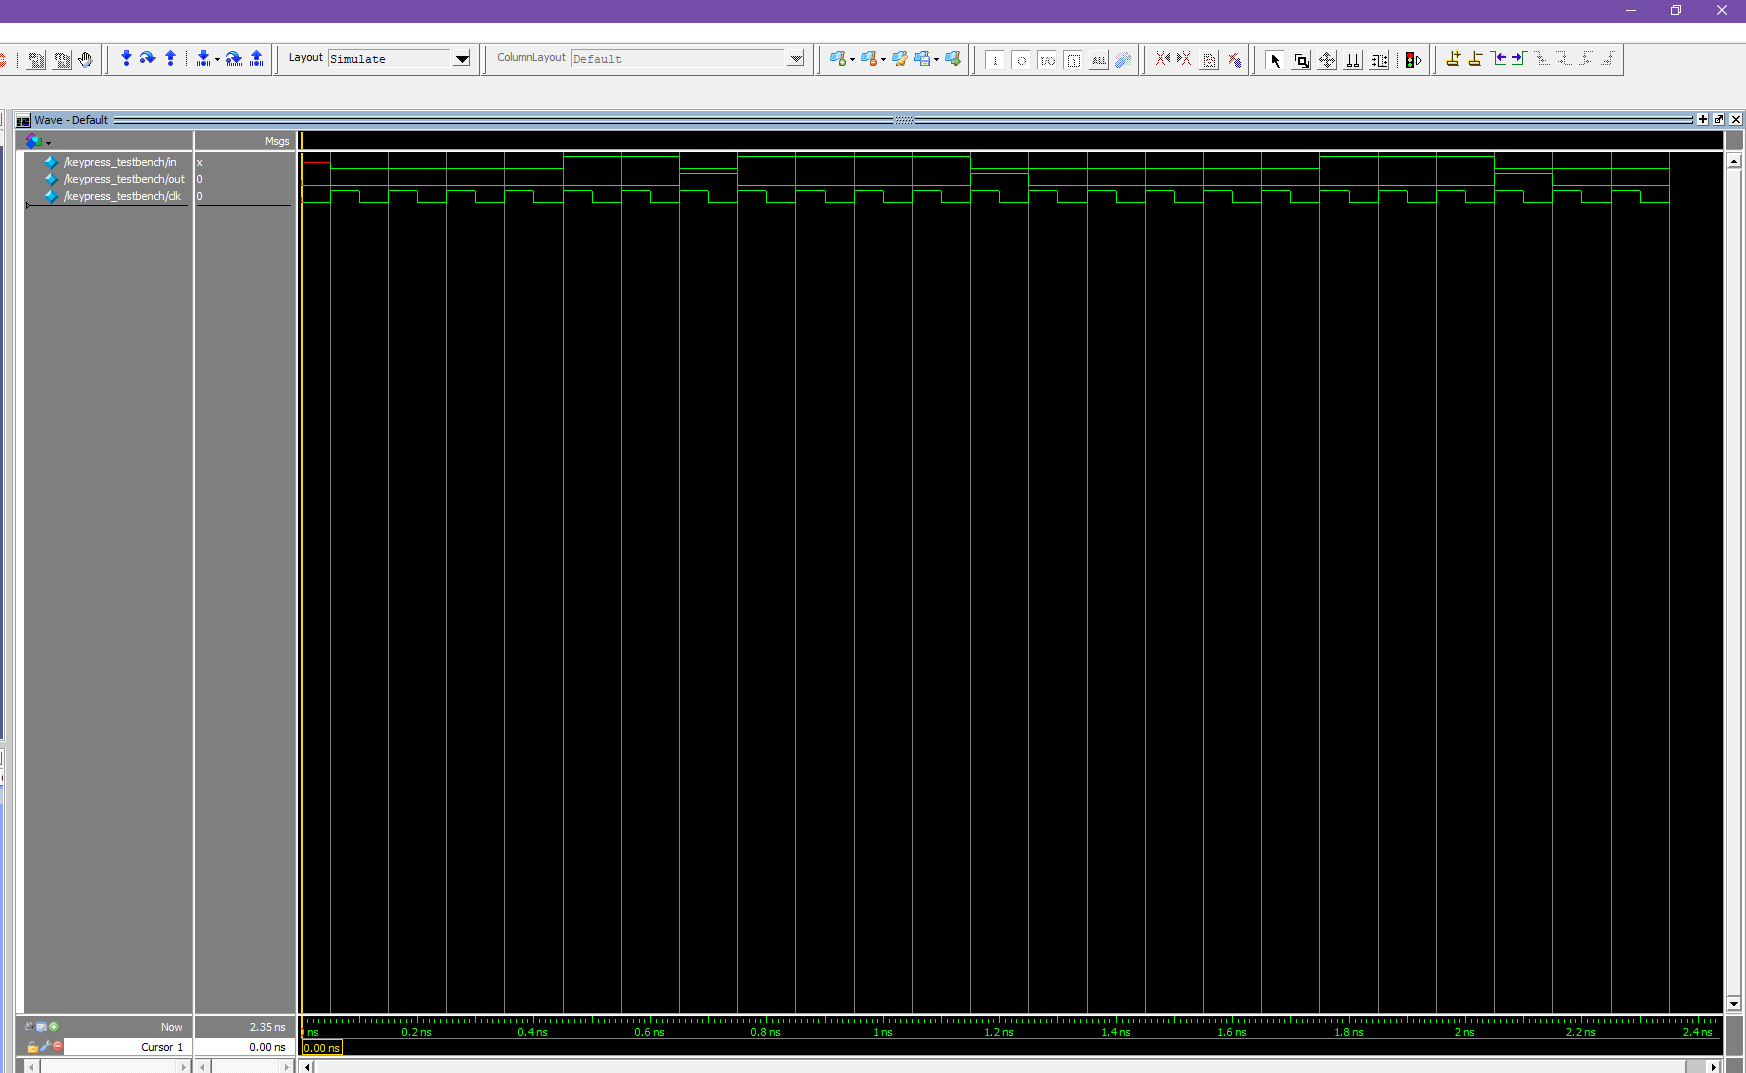 Layout Simulate
ColumnLayout Default
Wave - Default
Msgs
/keypress_testbench/in x
/keypress_testbench/out 0
/keypress_testbench/clk 0
Now 2.35 ns
ns 0.2 ns 0.4 ns 0.6 ns 0.8 ns 1 ns 1.2 ns 1.4 ns 1.6 ns 1.8 ns 2 ns 2.2 ns 2.4 ns
Cursor 1 0.00 ns
0.00 ns